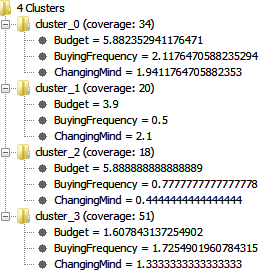 4 Clusters
cluster_0 (coverage: 34)
Budget = 5.882352941176471
BuyingFrequency = 2.1176470588235294
ChangingMind = 1.9411764705882353
cluster_1 (coverage: 20)
Budget = 3.9
BuyingFrequency = 0.5
ChangingMind = 2.1
cluster_2 (coverage: 18)
Budget = 5.888888888888889
BuyingFrequency = 0.7777777777777778
ChangingMind = 0.4444444444444444
cluster_3 (coverage: 51)
Budget = 1.607843137254902
BuyingFrequency = 1.7254901960784315
ChangingMind = 1.3333333333333333